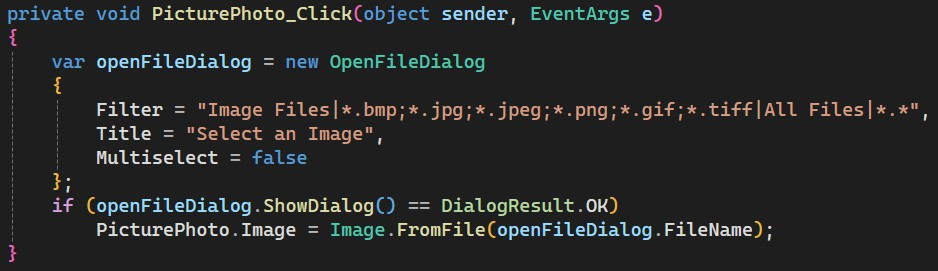 private void PicturePhoto_Click(object sender, EventArgs e)
{
    var openFileDialog = new OpenFileDialog
    {
        Filter = "Image Files|*.bmp;*.jpg;*.jpeg;*.png;*.gif;*.tiff|All Files|*.*",
        Title = "Select an Image",
        Multiselect = false
    };
    if (openFileDialog.ShowDialog() == DialogResult.OK)
        PicturePhoto.Image = Image.FromFile(openFileDialog.FileName);
}